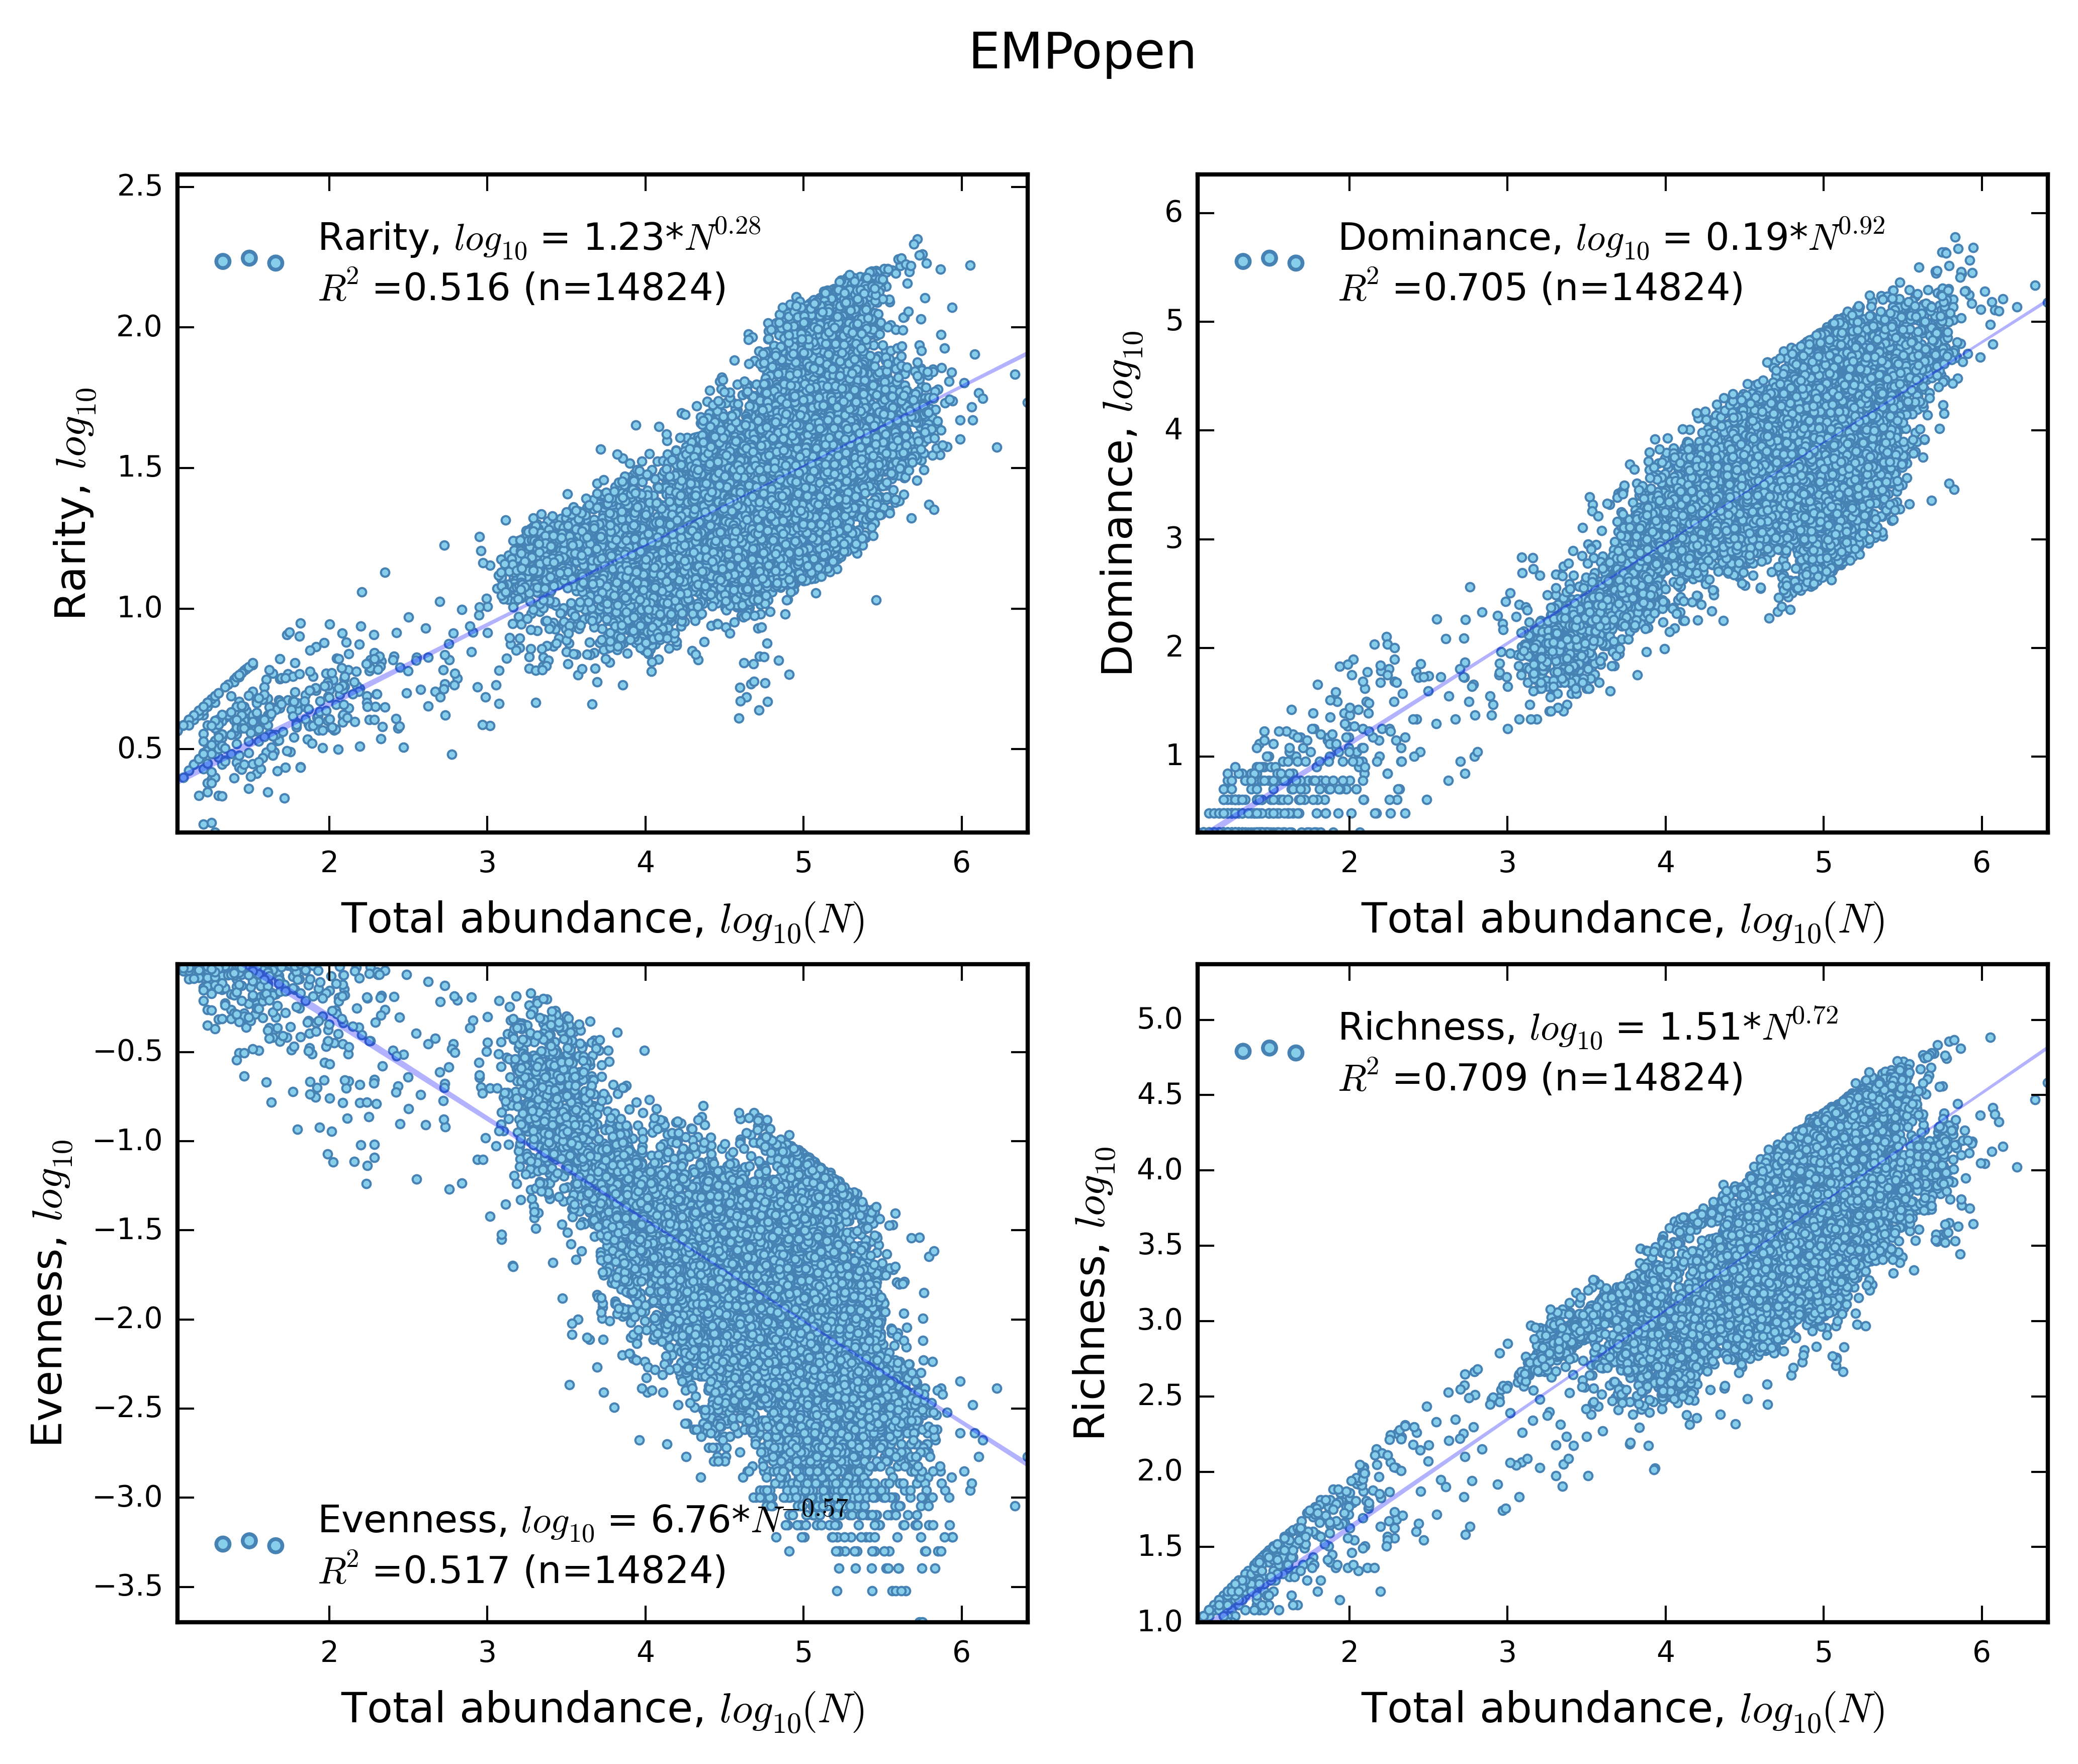 EMPopen
2.5
2.0
1.5
1.0
0.5
Rarity, log10
Rarity, log10 = 1.23*N^0.28
R^2 =0.516 (n=14824)
2 3 4 5 6
Total abundance, log10(N)
6
5
4
3
2
1
Dominance, log10
Dominance, log10 = 0.19*N^0.92
R^2 =0.705 (n=14824)
2 3 4 5 6
Total abundance, log10(N)
−0.5
−1.0
−1.5
−2.0
−2.5
−3.0
−3.5
Evenness, log10
Evenness, log10 = 6.76*N^−0.57
R^2 =0.517 (n=14824)
2 3 4 5 6
Total abundance, log10(N)
5.0
4.5
4.0
3.5
3.0
2.5
2.0
1.5
1.0
Richness, log10
Richness, log10 = 1.51*N^0.72
R^2 =0.709 (n=14824)
2 3 4 5 6
Total abundance, log10(N)